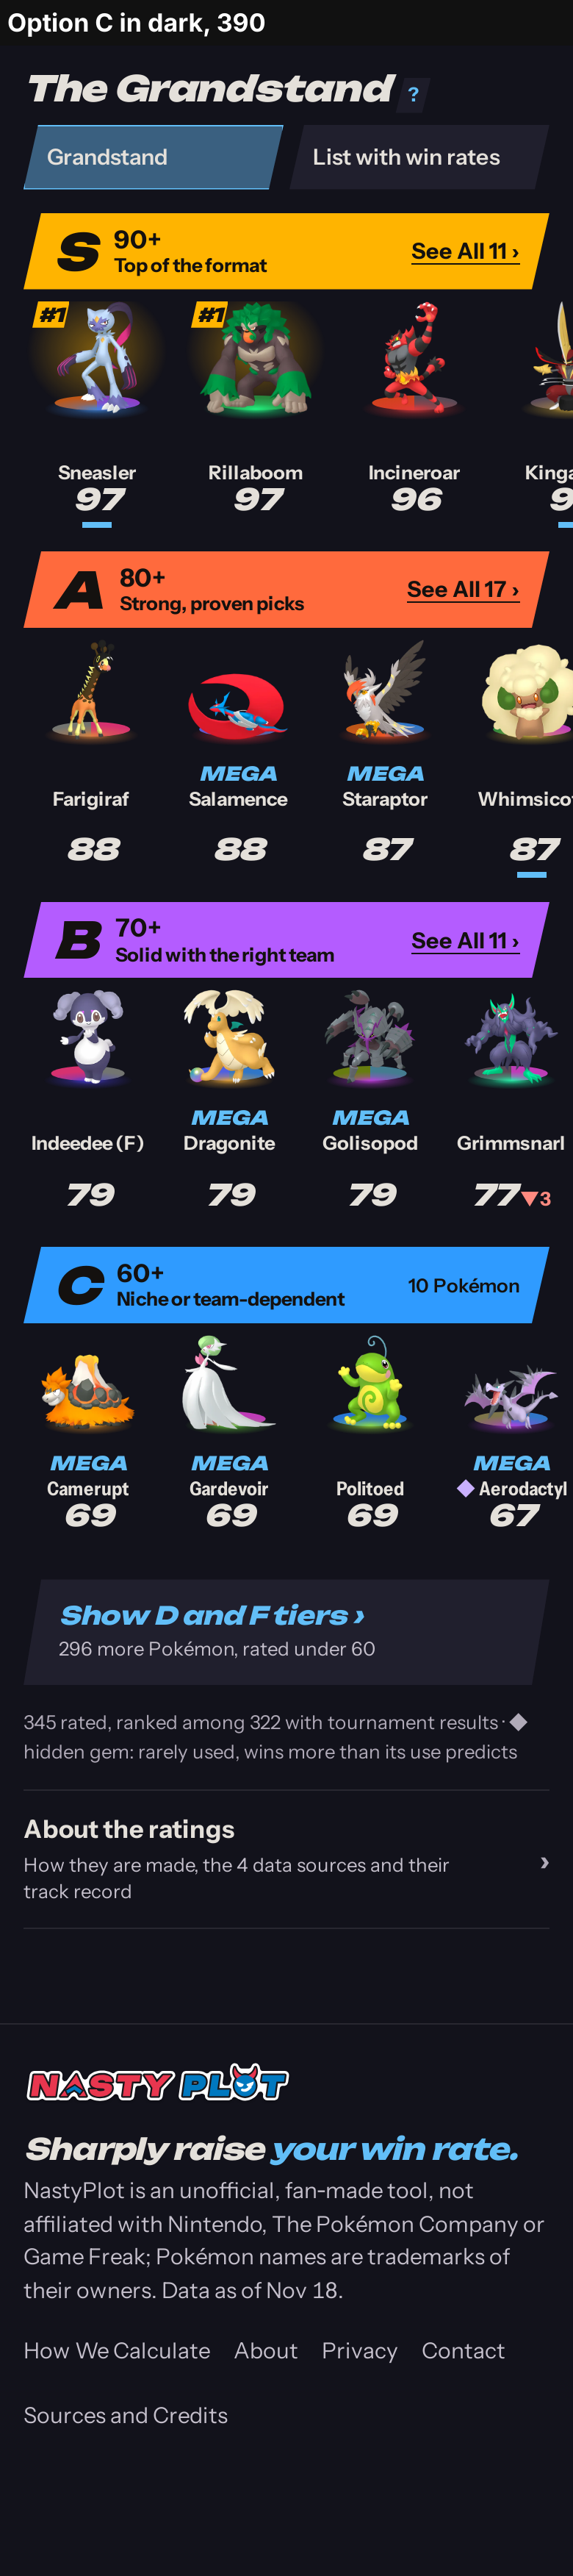 Option C in dark, 390
The Grandstand ?
Grandstand
List with win rates
S 90+
Top of the format
See All 11 ›
#1
#1
Sneasler
Rillaboom
Incineroar
97
97
96
A 80+
Strong, proven picks
See All 17 ›
MEGA
MEGA
Farigiraf
Salamence
Staraptor
88
88
87
87
B 70+
Solid with the right team
See All 11 ›
MEGA
MEGA
Indeedee (F)
Dragonite
Golisopod
Grimmsnarl
79
79
79
77 ▼3
C 60+
Niche or team-dependent
10 Pokémon
MEGA
MEGA
MEGA
Camerupt
Gardevoir
Politoed
◆ Aerodactyl
69
69
69
67
Show D and F tiers ›
296 more Pokémon, rated under 60
345 rated, ranked among 322 with tournament results · ◆
hidden gem: rarely used, wins more than its use predicts
About the ratings
How they are made, the 4 data sources and their
track record
›
NASTY PLOT
Sharply raise your win rate.
NastyPlot is an unofficial, fan-made tool, not
affiliated with Nintendo, The Pokémon Company or
Game Freak; Pokémon names are trademarks of
their owners. Data as of Nov 18.
How We Calculate
About
Privacy
Contact
Sources and Credits